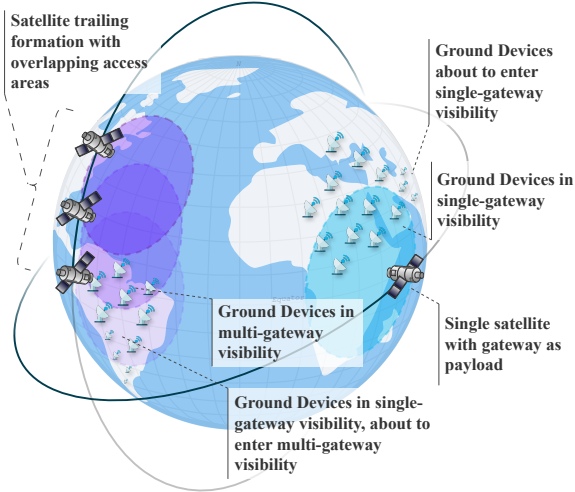 Satellite trailing
formation with
overlapping access
areas
Ground Devices
about to enter
single-gateway
visibility
Ground Devices in
single-gateway
visibility
Equator
Ground Devices in
multi-gateway
visibility
Single satellite
with gateway as
payload
Ground Devices in single-
gateway visibility, about to
enter multi-gateway
visibility